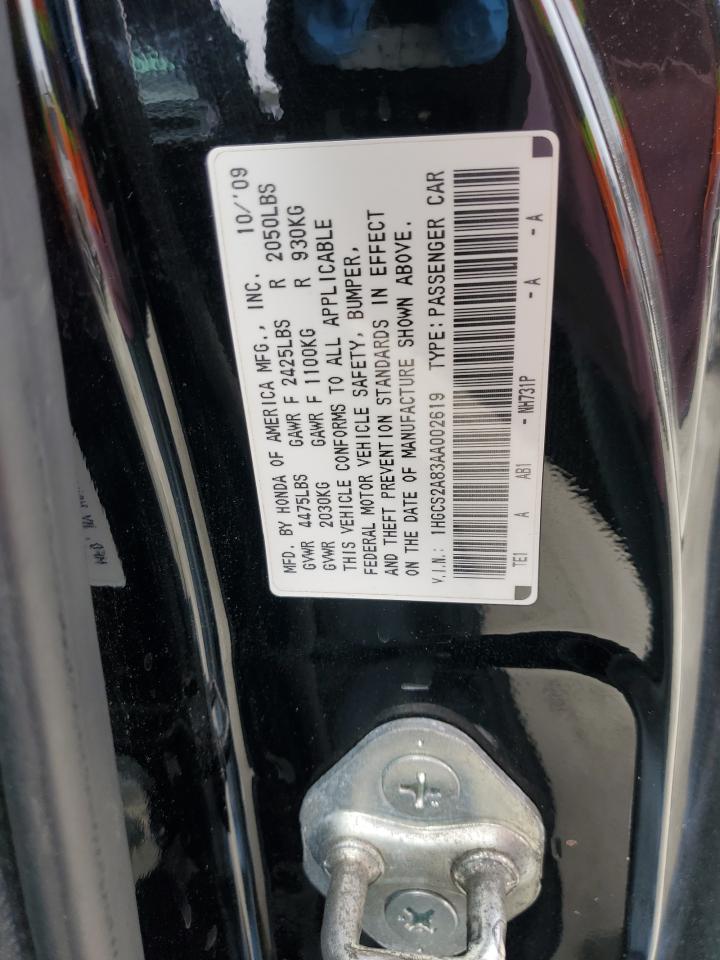 MFD. BY HONDA OF AMERICA MFG., INC. 10/'09
GVWR 4475LBS GAWR F 2425LBS R 2050LBS
GVWR 2030KG GAWR F 1100KG R 930KG
THIS VEHICLE CONFORMS TO ALL APPLICABLE
FEDERAL MOTOR VEHICLE SAFETY, BUMPER,
AND THEFT PREVENTION STANDARDS IN EFFECT
ON THE DATE OF MANUFACTURE SHOWN ABOVE.
V.I.N.: 1HGCS2A83AA002619 TYPE: PASSENGER CAR
TE1 A AB1 - NH731P - A - A